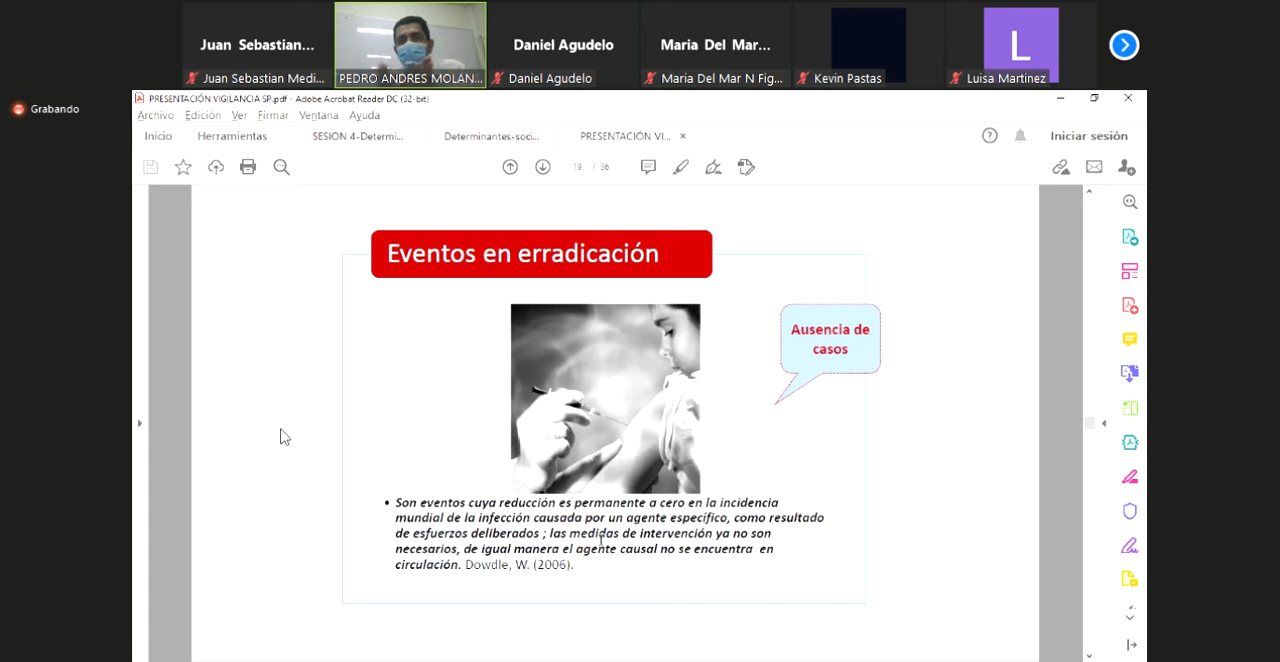 Juan Sebastian...
Daniel Agudelo
Maria Del Mar...
L
Juan Sebastian Medi...
PEDRO ANDRES MOLAN...
Daniel Agudelo
Maria Del Mar N Fig...
Kevin Pastas
Luisa Martinez
Grabando
PRESENTACIÓN VIGILANCIA SP.pdf - Adobe Acrobat Reader DC (32-bit)
Archivo Edición Ver Firmar Ventana Ayuda
Inicio Herramientas SESION 4-Determi... Determinantes-soci... PRESENTACIÓN VI... × Iniciar sesión
19 / 36
Eventos en erradicación
Ausencia de
casos
• Son eventos cuya reducción es permanente a cero en la incidencia
mundial de la infección causada por un agente específico, como resultado
de esfuerzos deliberados ; las medidas de intervención ya no son
necesarios, de igual manera el agente causal no se encuentra en
circulación. Dowdle, W. (2006).